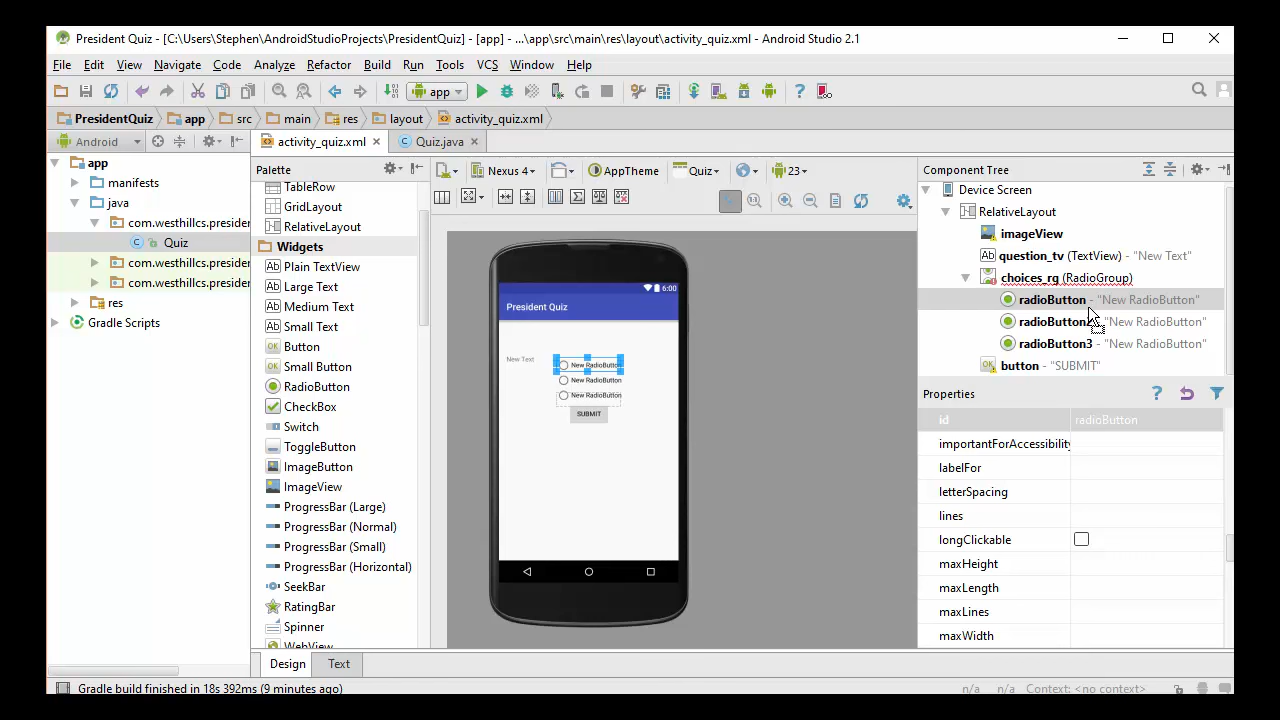 President Quiz - [C:\Users\Stephen\AndroidStudioProjects\PresidentQuiz] - [app] - ...\app\src\main\res\layout\activity_quiz.xml - Android Studio 2.1
File Edit View Navigate Code Analyze Refactor Build Run Tools VCS Window Help
app
PresidentQuiz app src main res layout activity_quiz.xml
Android
activity_quiz.xml
Quiz.java
app
manifests
java
com.westhillcs.presiden
Quiz
com.westhillcs.presiden
com.westhillcs.presiden
res
Gradle Scripts
Palette
TableRow
GridLayout
RelativeLayout
Widgets
Plain TextView
Large Text
Medium Text
Small Text
Button
Small Button
RadioButton
CheckBox
Switch
ToggleButton
ImageButton
ImageView
ProgressBar (Large)
ProgressBar (Normal)
ProgressBar (Small)
ProgressBar (Horizontal)
SeekBar
RatingBar
Spinner
WebView
Nexus 4 AppTheme Quiz 23
6:00
President Quiz
New Text
New RadioButton
New RadioButton
New RadioButton
SUBMIT
Design Text
Component Tree
Device Screen
RelativeLayout
imageView
question_tv (TextView) - "New Text"
choices_rg (RadioGroup)
radioButton - "New RadioButton"
radioButton2 - "New RadioButton"
radioButton3 - "New RadioButton"
button - "SUBMIT"
Properties
id radioButton
importantForAccessibility
labelFor
letterSpacing
lines
longClickable
maxHeight
maxLength
maxLines
maxWidth
Gradle build finished in 18s 392ms (9 minutes ago)
n/a n/a Context: <no context>